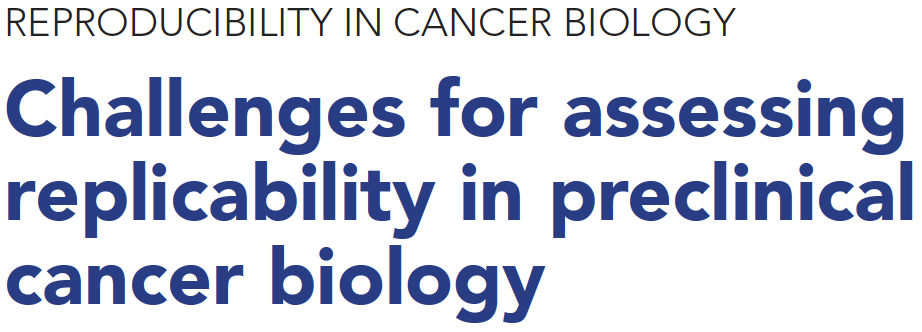 REPRODUCIBILITY IN CANCER BIOLOGY
Challenges for assessing
replicability in preclinical
cancer biology